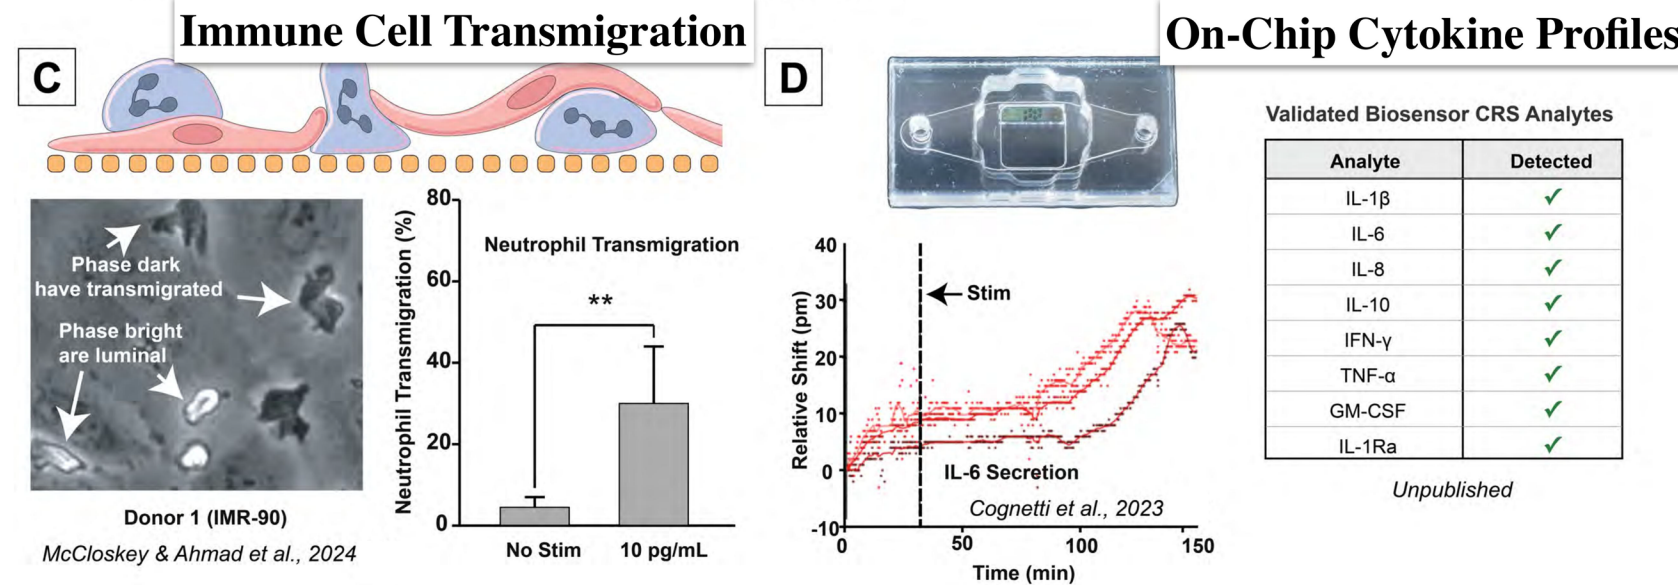 Immune Cell Transmigration
On-Chip Cytokine Profiles
C
Phase dark
have transmigrated
Phase bright
are luminal
Donor 1 (IMR-90)
McCloskey & Ahmad et al., 2024
Neutrophil Transmigration (%)
80
60
40
20
0
Neutrophil Transmigration
**
No Stim
10 pg/mL
D
Relative Shift (pm)
40
30
20
10
0
-10
Stim
IL-6 Secretion
Cognetti et al., 2023
0
50
100
150
Time (min)
Validated Biosensor CRS Analytes
Analyte Detected
IL-1β ✓
IL-6 ✓
IL-8 ✓
IL-10 ✓
IFN-γ ✓
TNF-α ✓
GM-CSF ✓
IL-1Ra ✓
Unpublished